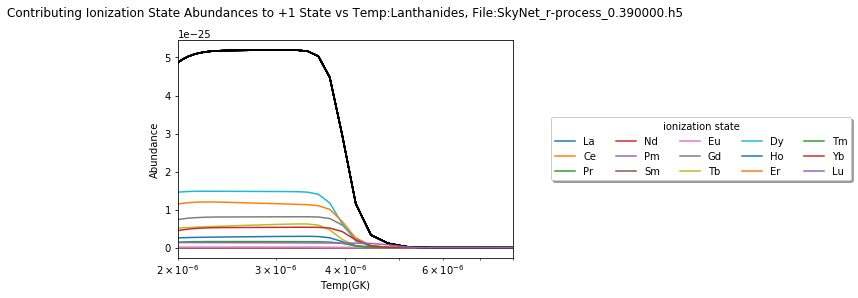 Contributing Ionization State Abundances to +1 State vs Temp:Lanthanides, File:SkyNet_r-process_0.390000.h5
1e−25
5
4
3
2
1
0
Abundance
2 × 10⁻⁶ 3 × 10⁻⁶ 4 × 10⁻⁶ 6 × 10⁻⁶
Temp(GK)
ionization state
La Nd Eu Dy Tm
Ce Pm Gd Ho Yb
Pr Sm Tb Er Lu